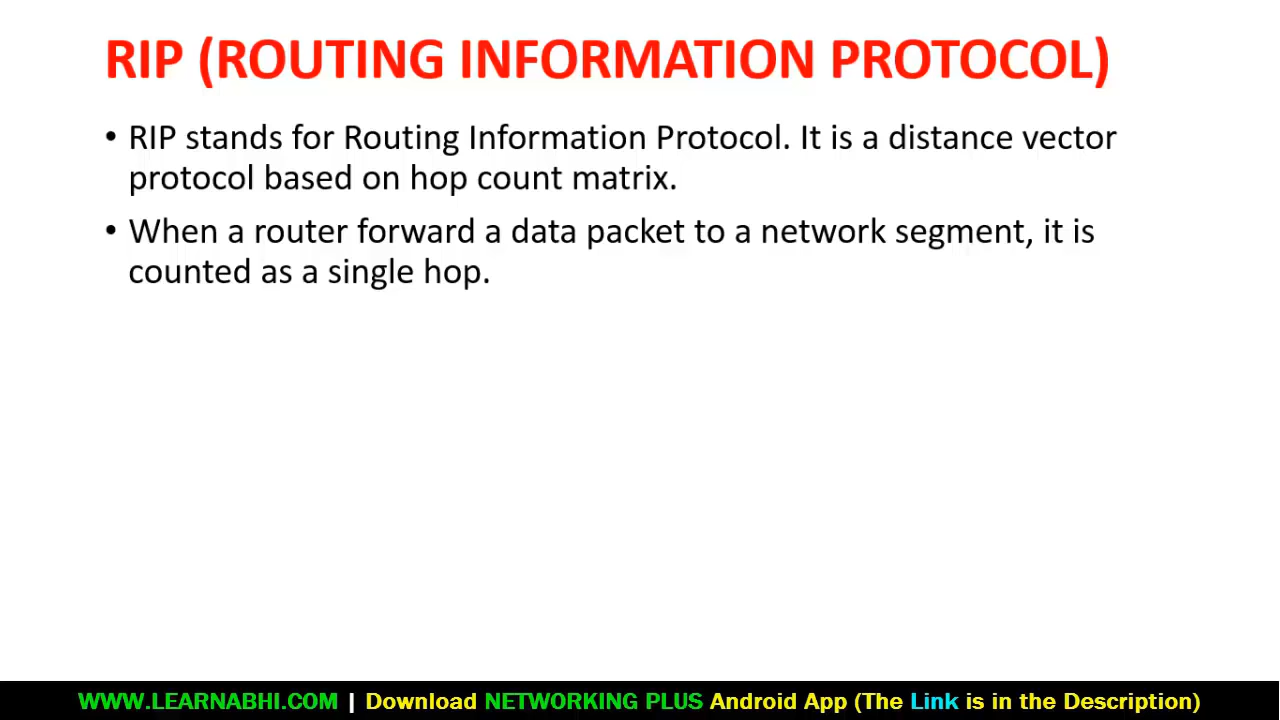 RIP (ROUTING INFORMATION PROTOCOL)
• RIP stands for Routing Information Protocol. It is a distance vector
protocol based on hop count matrix.
• When a router forward a data packet to a network segment, it is
counted as a single hop.
WWW.LEARNABHI.COM | Download NETWORKING PLUS Android App (The Link is in the Description)